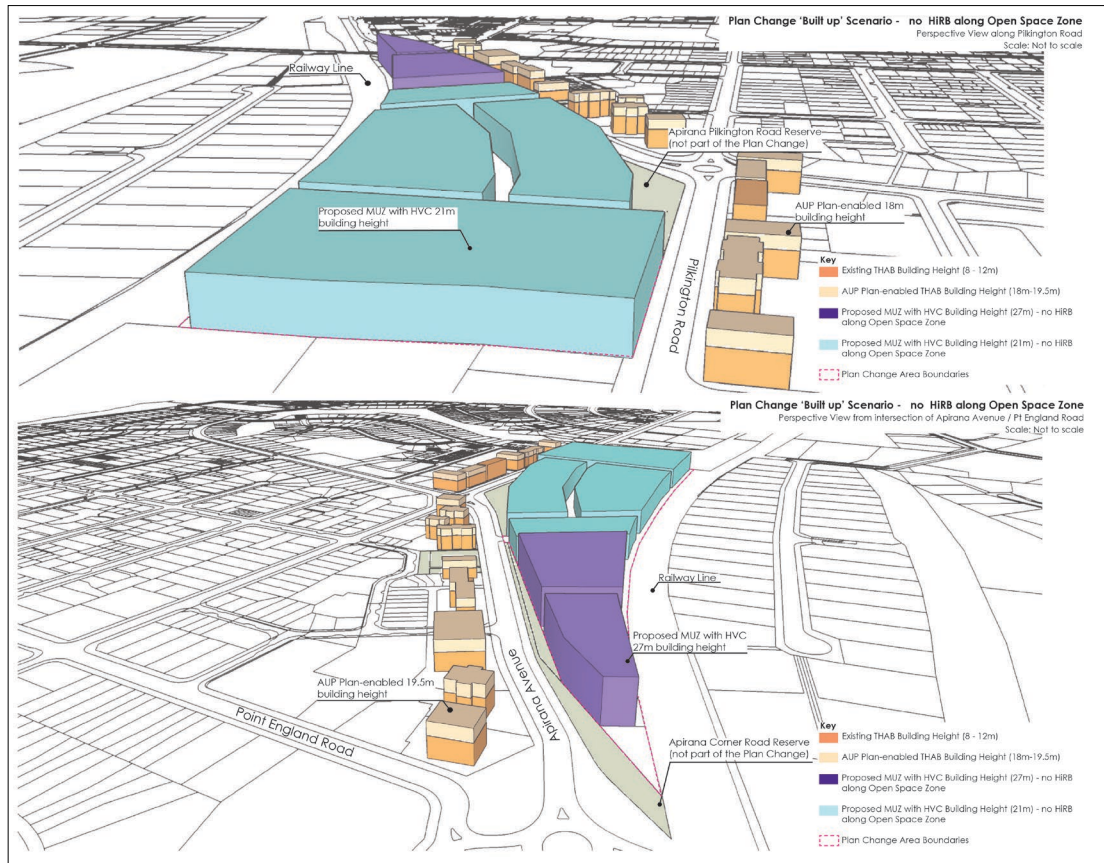 Plan Change 'Built up' Scenario - no HiRB along Open Space Zone
Perspective View along Pilkington Road
Scale: Not to scale
Railway Line
Apirana Pilkington Road Reserve
(not part of the Plan Change)
Proposed MUZ with HVC 21m
building height
AUP Plan-enabled 18m
building height
Pilkington Road
Key
Existing THAB Building Height (8 - 12m)
AUP Plan-enabled THAB Building Height (18m-19.5m)
Proposed MUZ with HVC Building Height (27m) - no HiRB
along Open Space Zone
Proposed MUZ with HVC Building Height (21m) - no HiRB
along Open Space Zone
Plan Change Area Boundaries
Plan Change 'Built up' Scenario - no HiRB along Open Space Zone
Perspective View from intersection of Apirana Avenue / Pt England Road
Scale: Not to scale
Railway Line
Proposed MUZ with HVC
27m building height
AUP Plan-enabled 19.5m
building height
Apirana Avenue
Point England Road
Apirana Corner Road Reserve
(not part of the Plan Change)
Key
Existing THAB Building Height (8 - 12m)
AUP Plan-enabled THAB Building Height (18m-19.5m)
Proposed MUZ with HVC Building Height (27m) - no HiRB
along Open Space Zone
Proposed MUZ with HVC Building Height (21m) - no HiRB
along Open Space Zone
Plan Change Area Boundaries